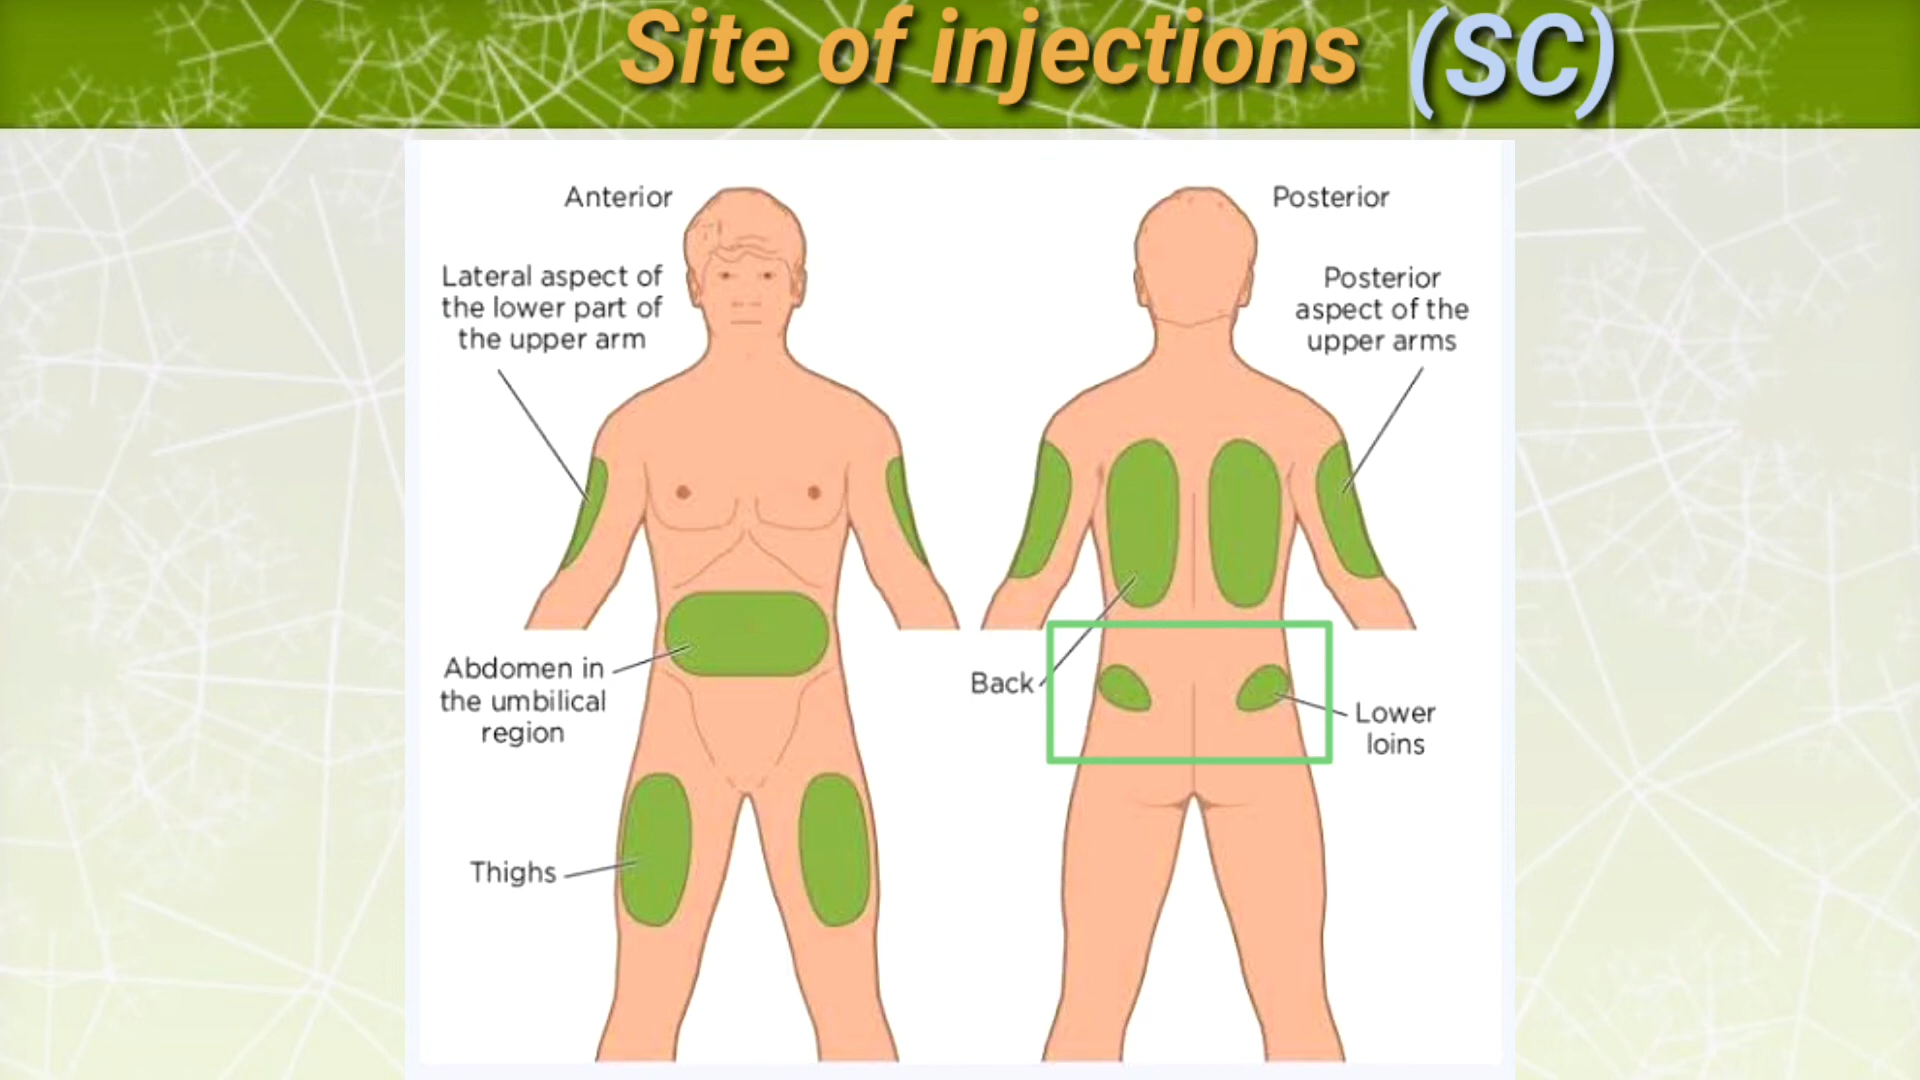 Site of injections (SC)
Anterior
Posterior
Lateral aspect of
the lower part of
the upper arm
Posterior
aspect of the
upper arms
Abdomen in
the umbilical
region
Back
Lower
loins
Thighs